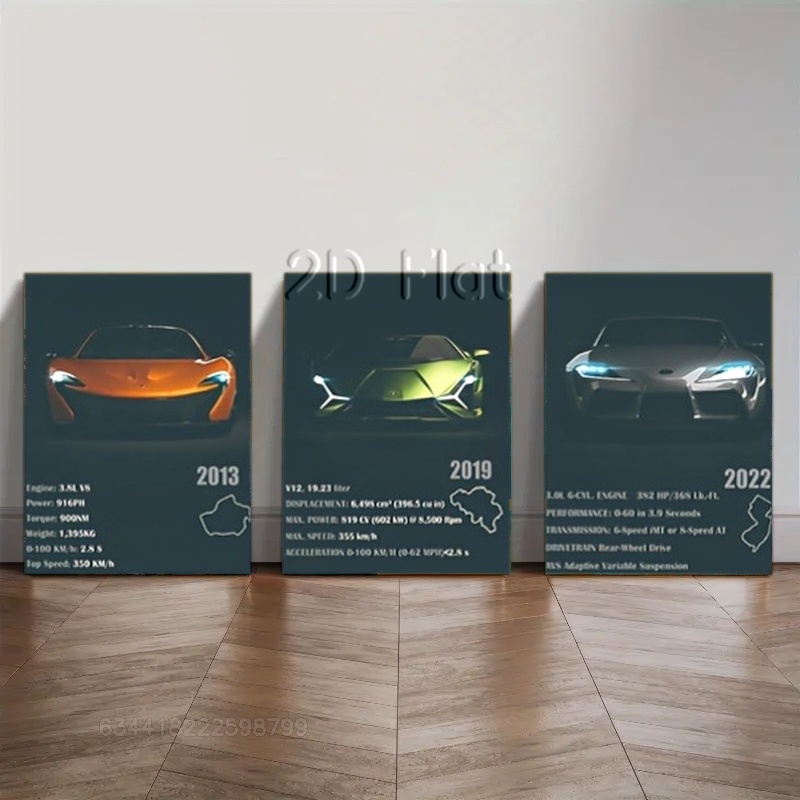 2D Flat
2013
Engine: 3.8L V8
Power: 916PH
Torque: 900NM
Weight: 1,395KG
0-100 KM/H: 2.8 S
Top Speed: 350 KM/H
2019
V12, 19.23 liter
DISPLACEMENT: 6,498 cm³ (396.5 cu in)
MAX. POWER: 819 CV (602 kW) @ 8,500 Rpm
MAX. SPEED: 355 km/h
ACCELERATION 0-100 KM/H (0-62 MPH)<2.8 s
2022
3.0L 6-CYL. ENGINE 382 HP/368 Lb.-Ft.
PERFORMANCE: 0-60 in 3.9 Seconds
TRANSMISSION: 6-Speed iMT or 8-Speed AT
DRIVETRAIN Rear-Wheel Drive
AVS Adaptive Variable Suspension
634418222598799